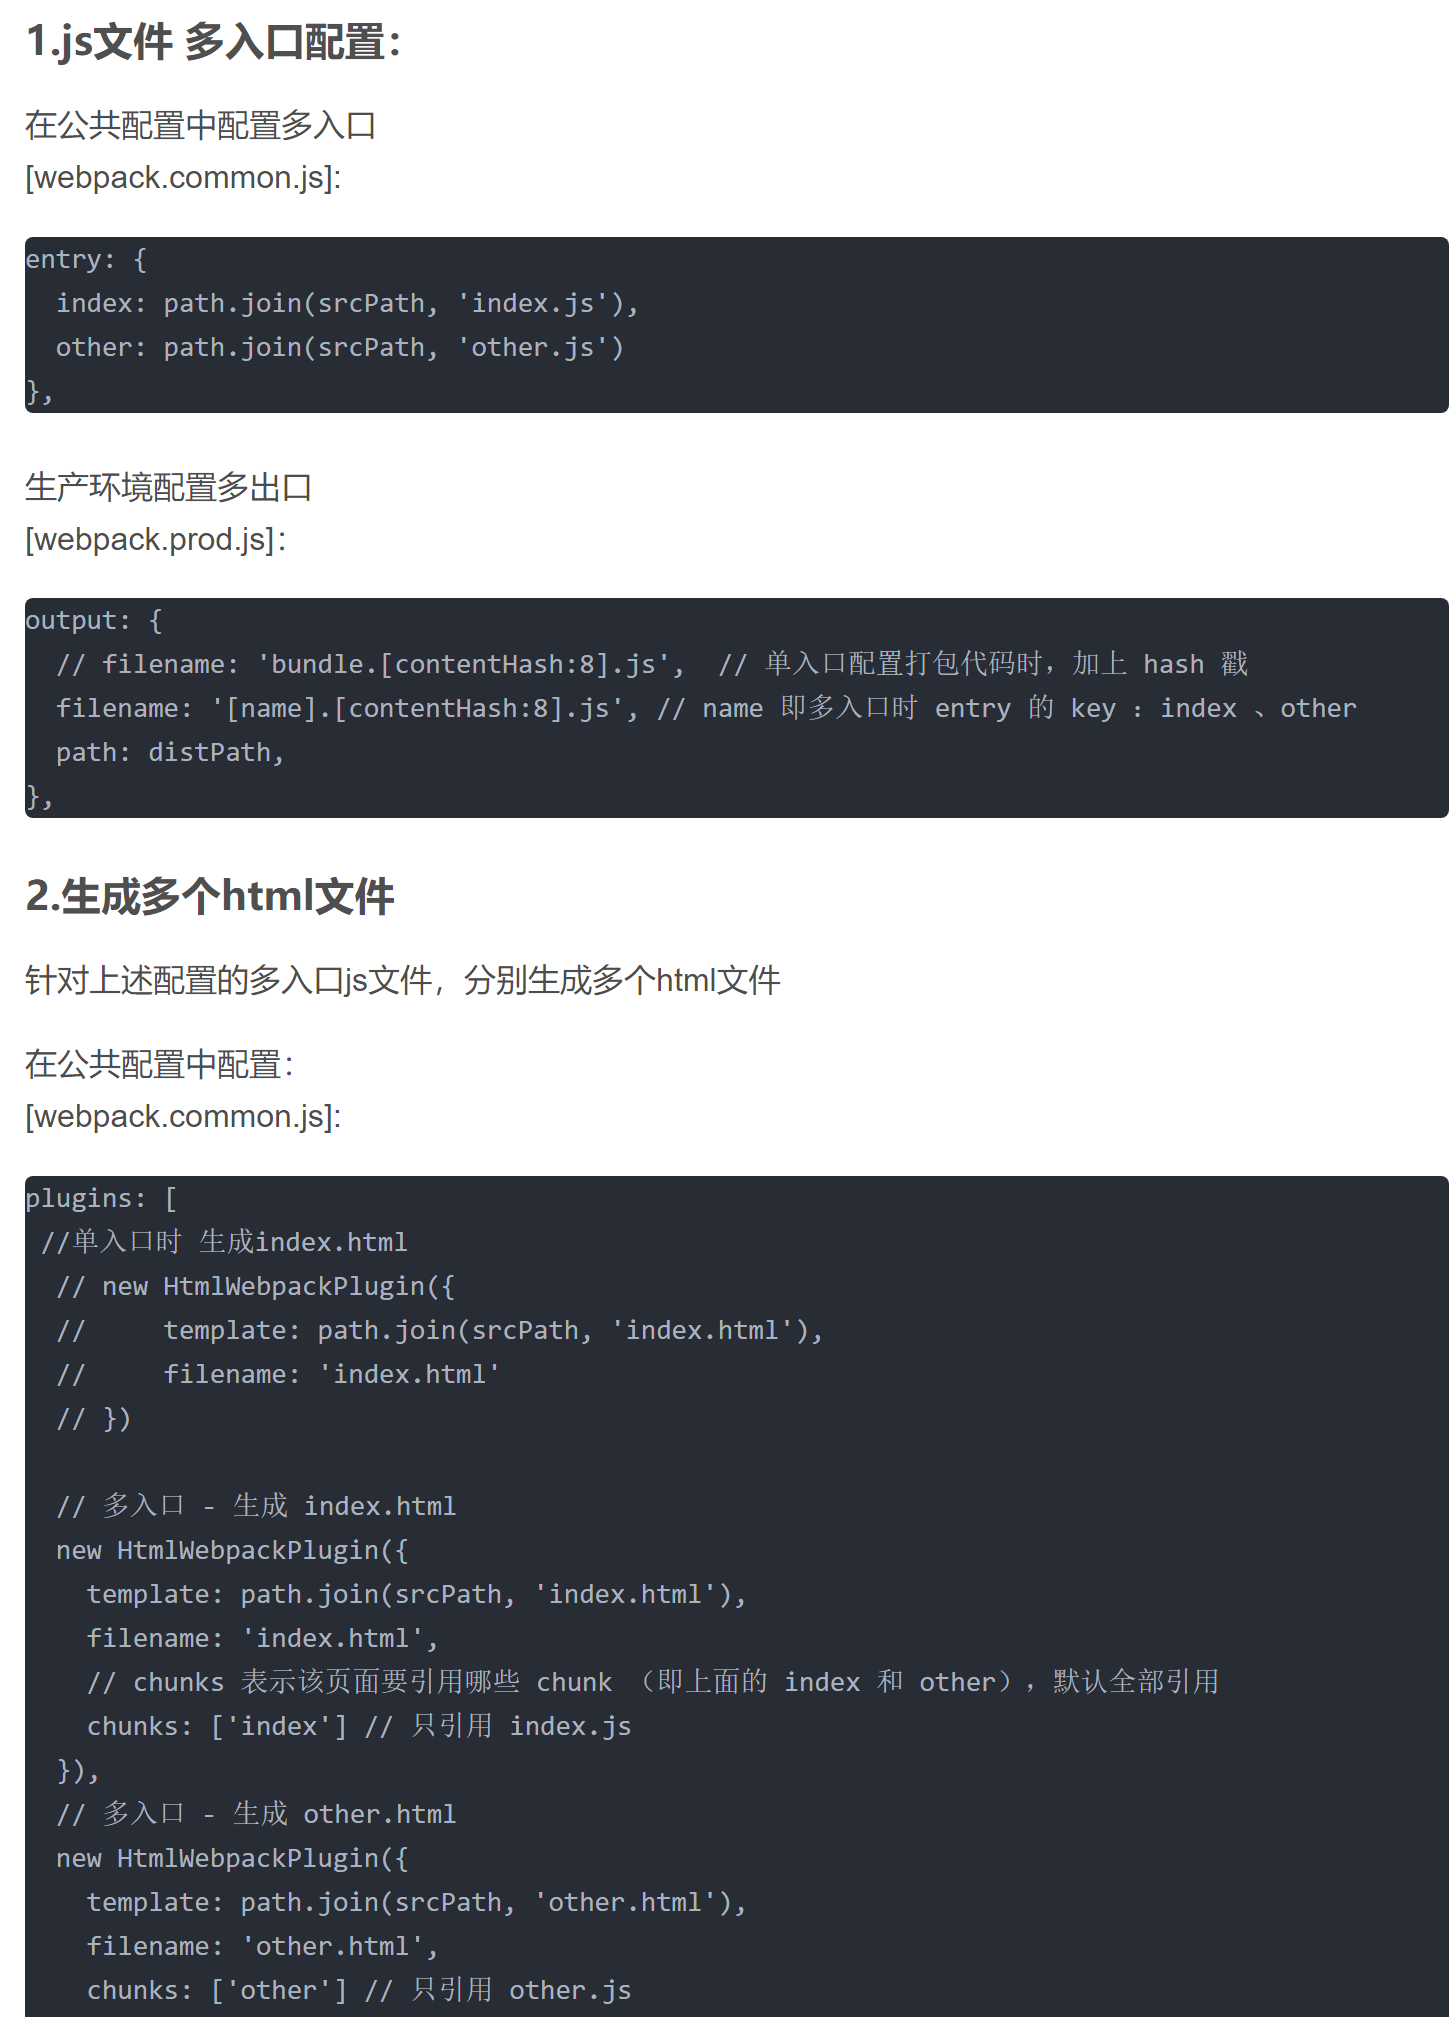 1.js文件 多入口配置：
在公共配置中配置多入口
[webpack.common.js]:
entry: {
  index: path.join(srcPath, 'index.js'),
  other: path.join(srcPath, 'other.js')
},
生产环境配置多出口
[webpack.prod.js]：
output: {
  // filename: 'bundle.[contentHash:8].js',  // 单入口配置打包代码时，加上 hash 戳
  filename: '[name].[contentHash:8].js', // name 即多入口时 entry 的 key ：index 、other
  path: distPath,
},
2.生成多个html文件
针对上述配置的多入口js文件，分别生成多个html文件
在公共配置中配置：
[webpack.common.js]:
plugins: [
 //单入口时 生成index.html
  // new HtmlWebpackPlugin({
  //     template: path.join(srcPath, 'index.html'),
  //     filename: 'index.html'
  // })
  // 多入口 - 生成 index.html
  new HtmlWebpackPlugin({
    template: path.join(srcPath, 'index.html'),
    filename: 'index.html',
    // chunks 表示该页面要引用哪些 chunk （即上面的 index 和 other），默认全部引用
    chunks: ['index'] // 只引用 index.js
  }),
  // 多入口 - 生成 other.html
  new HtmlWebpackPlugin({
    template: path.join(srcPath, 'other.html'),
    filename: 'other.html',
    chunks: ['other'] // 只引用 other.js